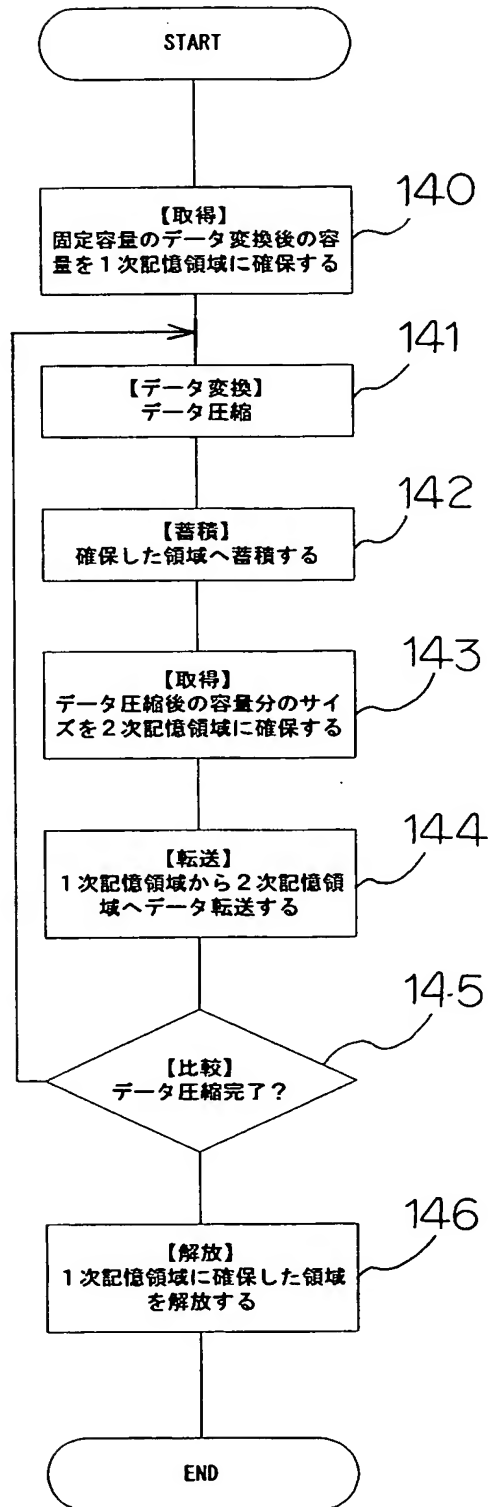 START
140
【取得】
固定容量のデータ変換後の容
量を1次記憶領域に確保する
141
【データ変換】
データ圧縮
142
【蓄積】
確保した領域へ蓄積する
143
【取得】
データ圧縮後の容量分のサイ
ズを2次記憶領域に確保する
144
【転送】
1次記憶領域から2次記憶領
域へデータ転送する
145
【比較】
データ圧縮完了?
146
【解放】
1次記憶領域に確保した領域
を解放する
END